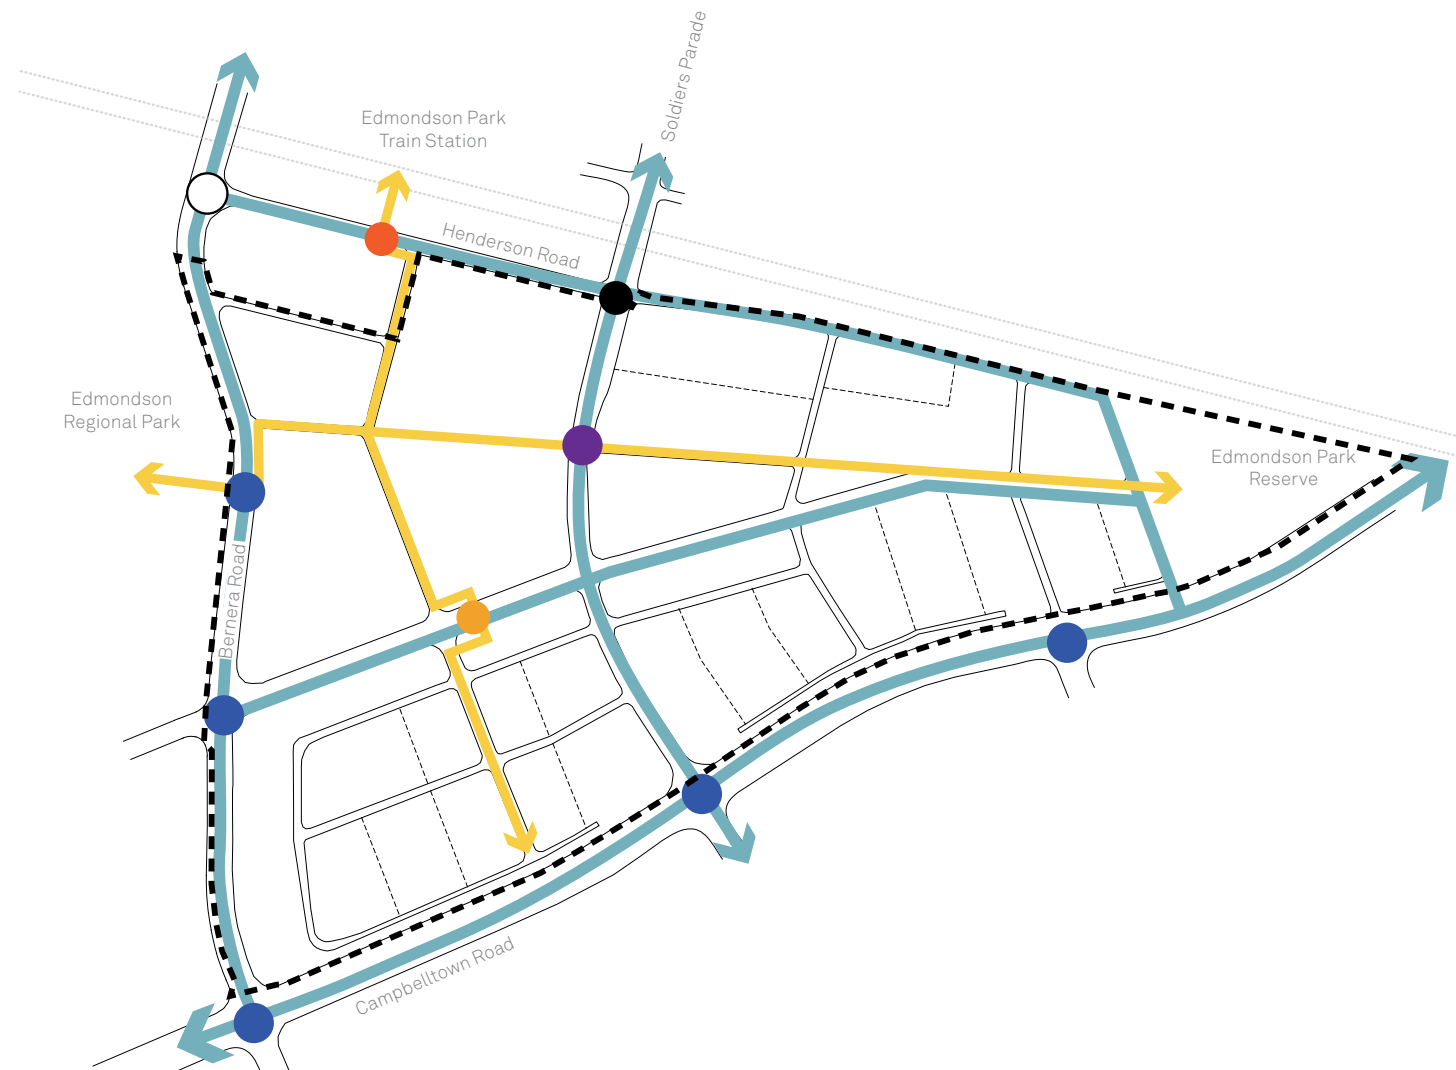 Soldiers Parade
Edmondson Park
Train Station
Henderson Road
Edmondson
Regional Park
Edmondson Park
Reserve
Bernera Road
Campbelltown Road